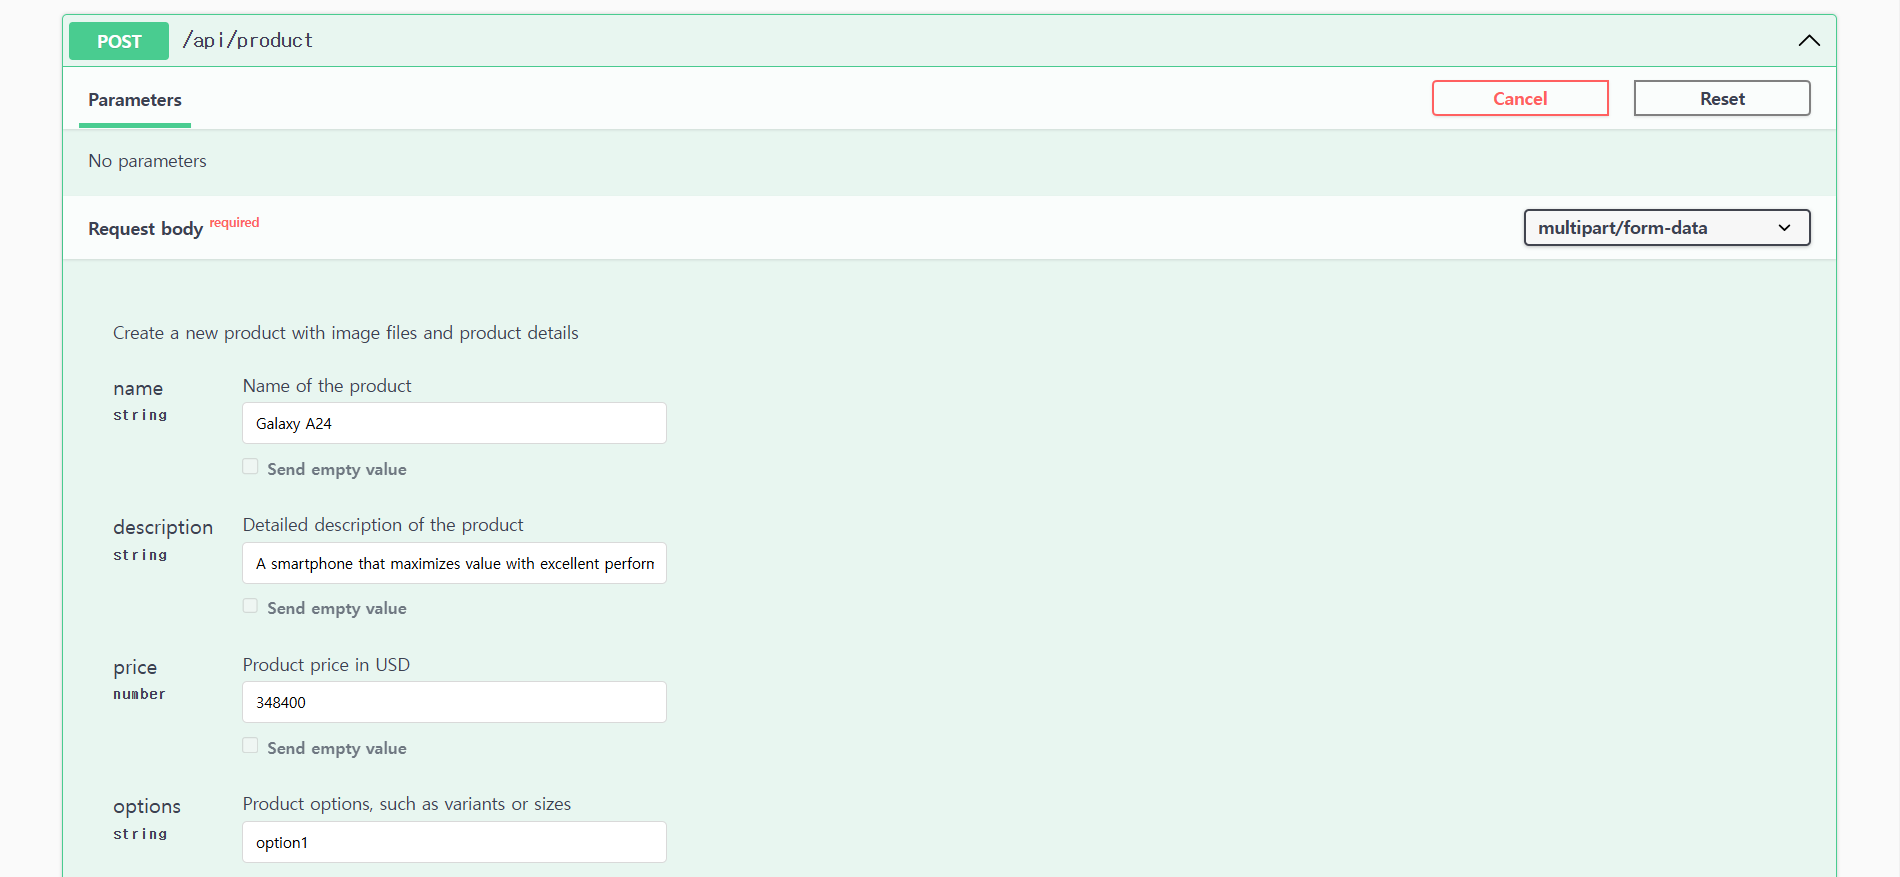 POST /api/product
Parameters
Cancel
Reset
No parameters
Request body required
multipart/form-data
Create a new product with image files and product details
name
string
Name of the product
Galaxy A24
Send empty value
description
string
Detailed description of the product
A smartphone that maximizes value with excellent perform
Send empty value
price
number
Product price in USD
348400
Send empty value
options
string
Product options, such as variants or sizes
option1